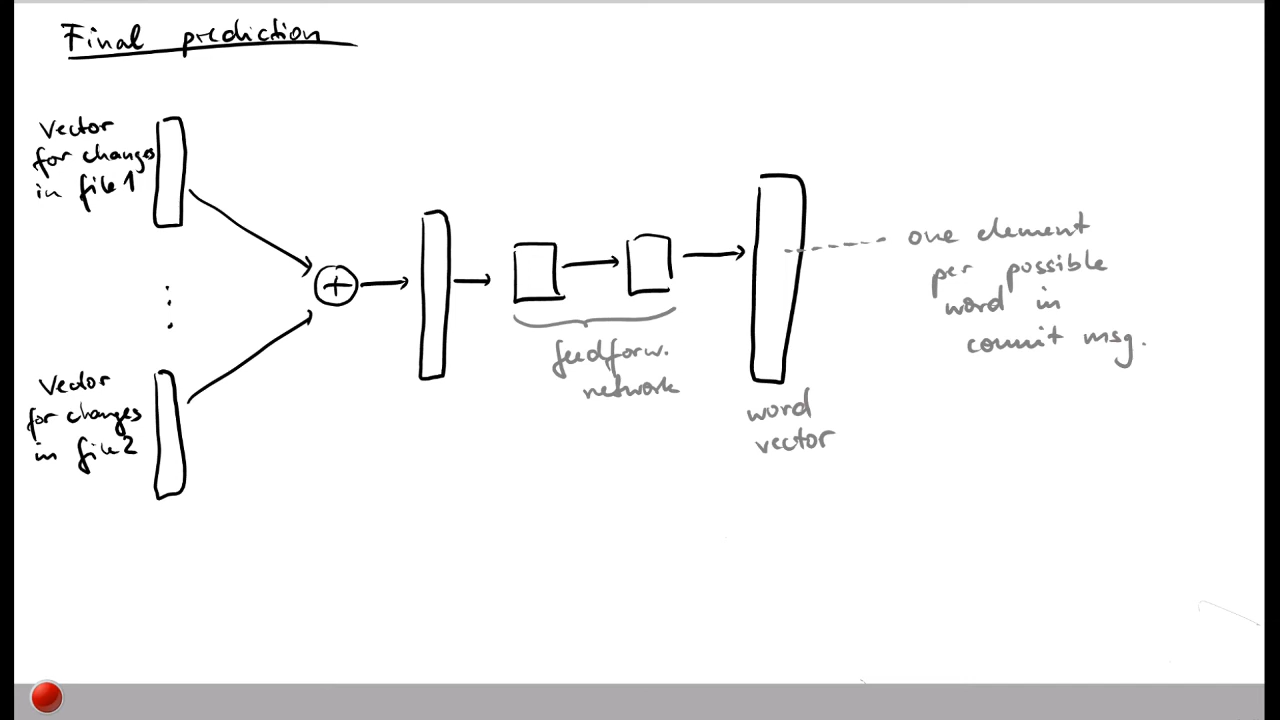 Final prediction
Vector
for changes
in file 1
Vector
for changes
in file 2
+
feedforw.
network
word
vector
one element
per possible
word in
commit msg.